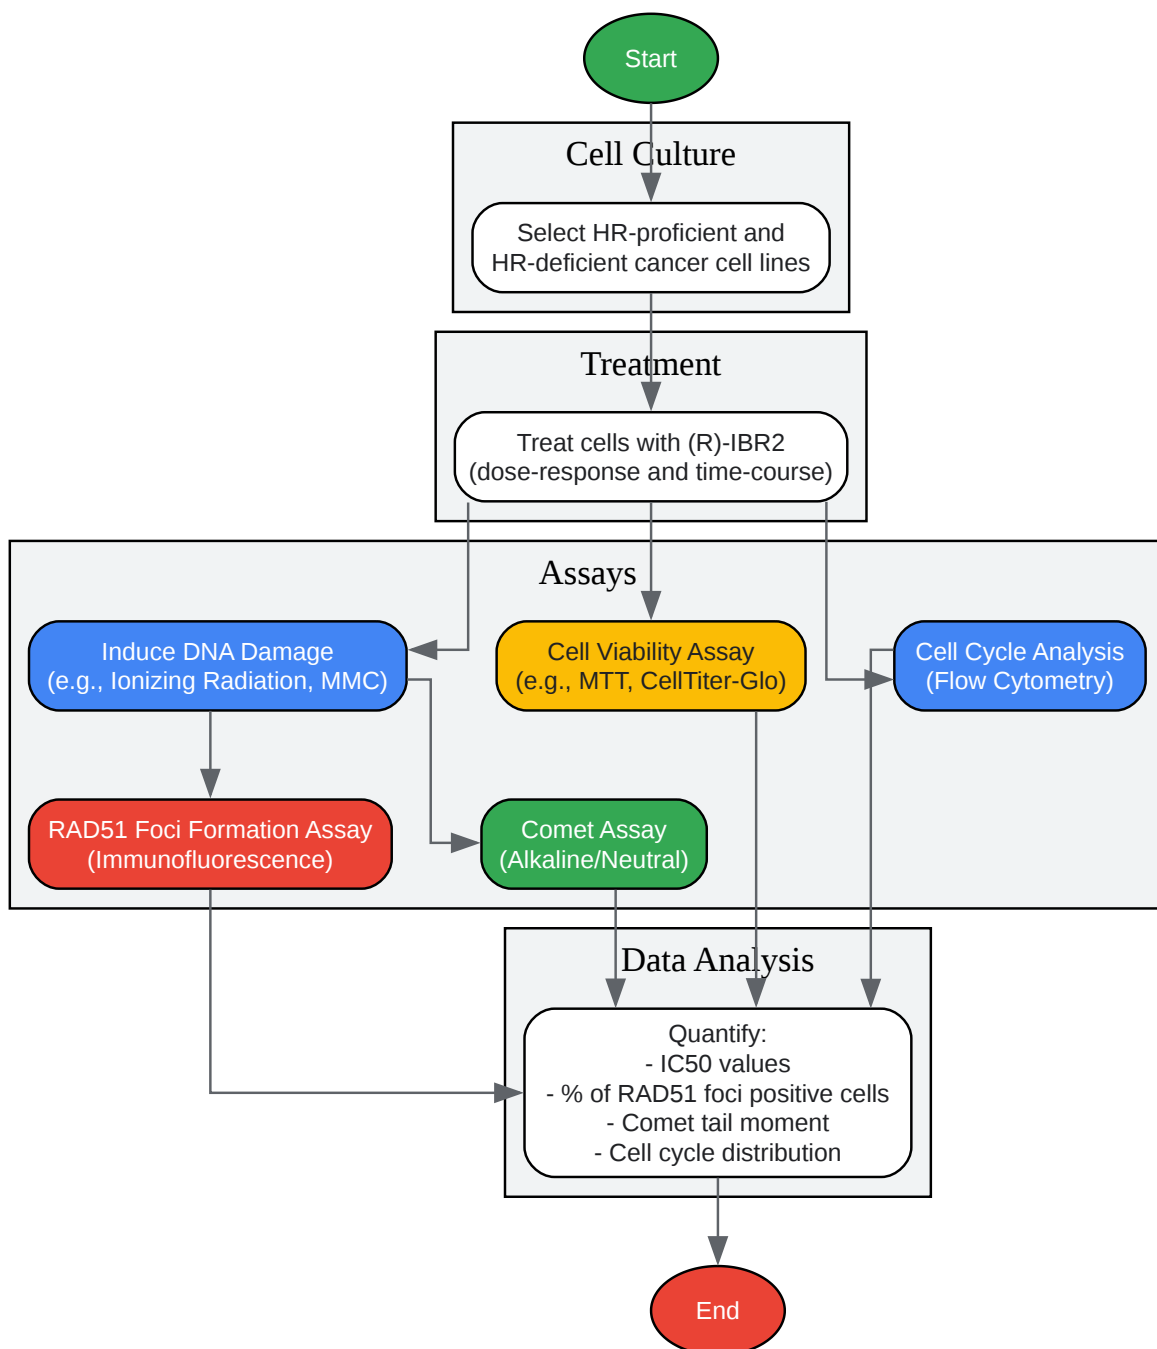 Start
Cell Culture
Select HR-proficient and
HR-deficient cancer cell lines
Treatment
Treat cells with (R)-IBR2
(dose-response and time-course)
Assays
Induce DNA Damage
(e.g., Ionizing Radiation, MMC)
Cell Viability Assay
(e.g., MTT, CellTiter-Glo)
Cell Cycle Analysis
(Flow Cytometry)
RAD51 Foci Formation Assay
(Immunofluorescence)
Comet Assay
(Alkaline/Neutral)
Data Analysis
Quantify:
- IC50 values
- % of RAD51 foci positive cells
- Comet tail moment
- Cell cycle distribution
End